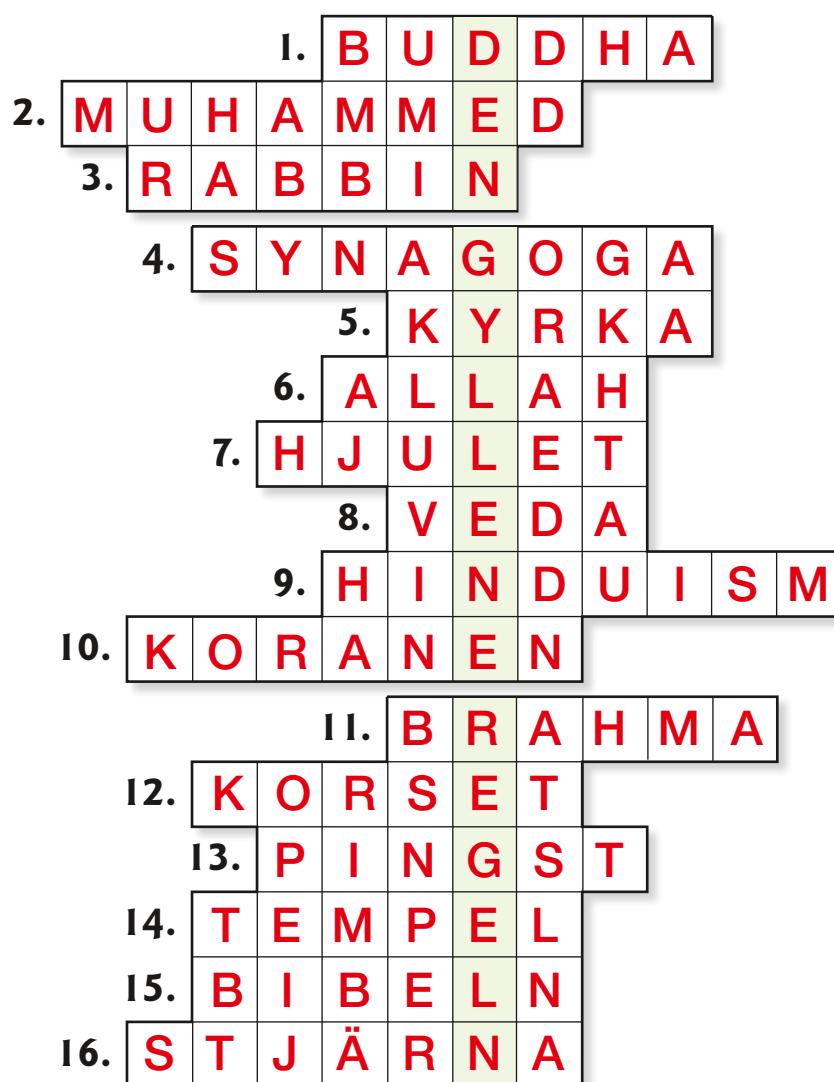 1. BUDDHA
2. MUHAMMED
3. RABBIN
4. SYNAGOGA
5. KYRKA
6. ALLAH
7. HJULET
8. VEDA
9. HINDUISM
10. KORANEN
11. BRAHMA
12. KORSET
13. PINGST
14. TEMPEL
15. BIBELN
16. STJÄRNA